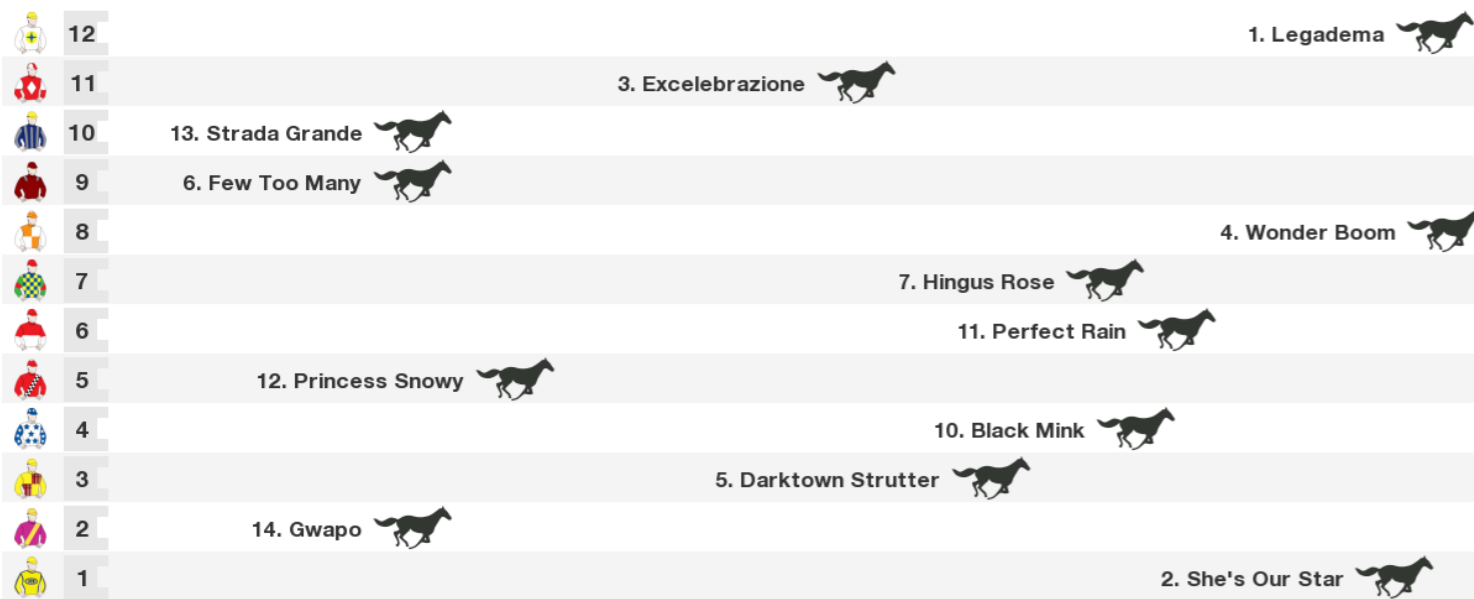 12 1. Legadema
11 3. Excelebrazione
10 13. Strada Grande
9 6. Few Too Many
8 4. Wonder Boom
7 7. Hingus Rose
6 11. Perfect Rain
5 12. Princess Snowy
4 10. Black Mink
3 5. Darktown Strutter
2 14. Gwapo
1 2. She's Our Star